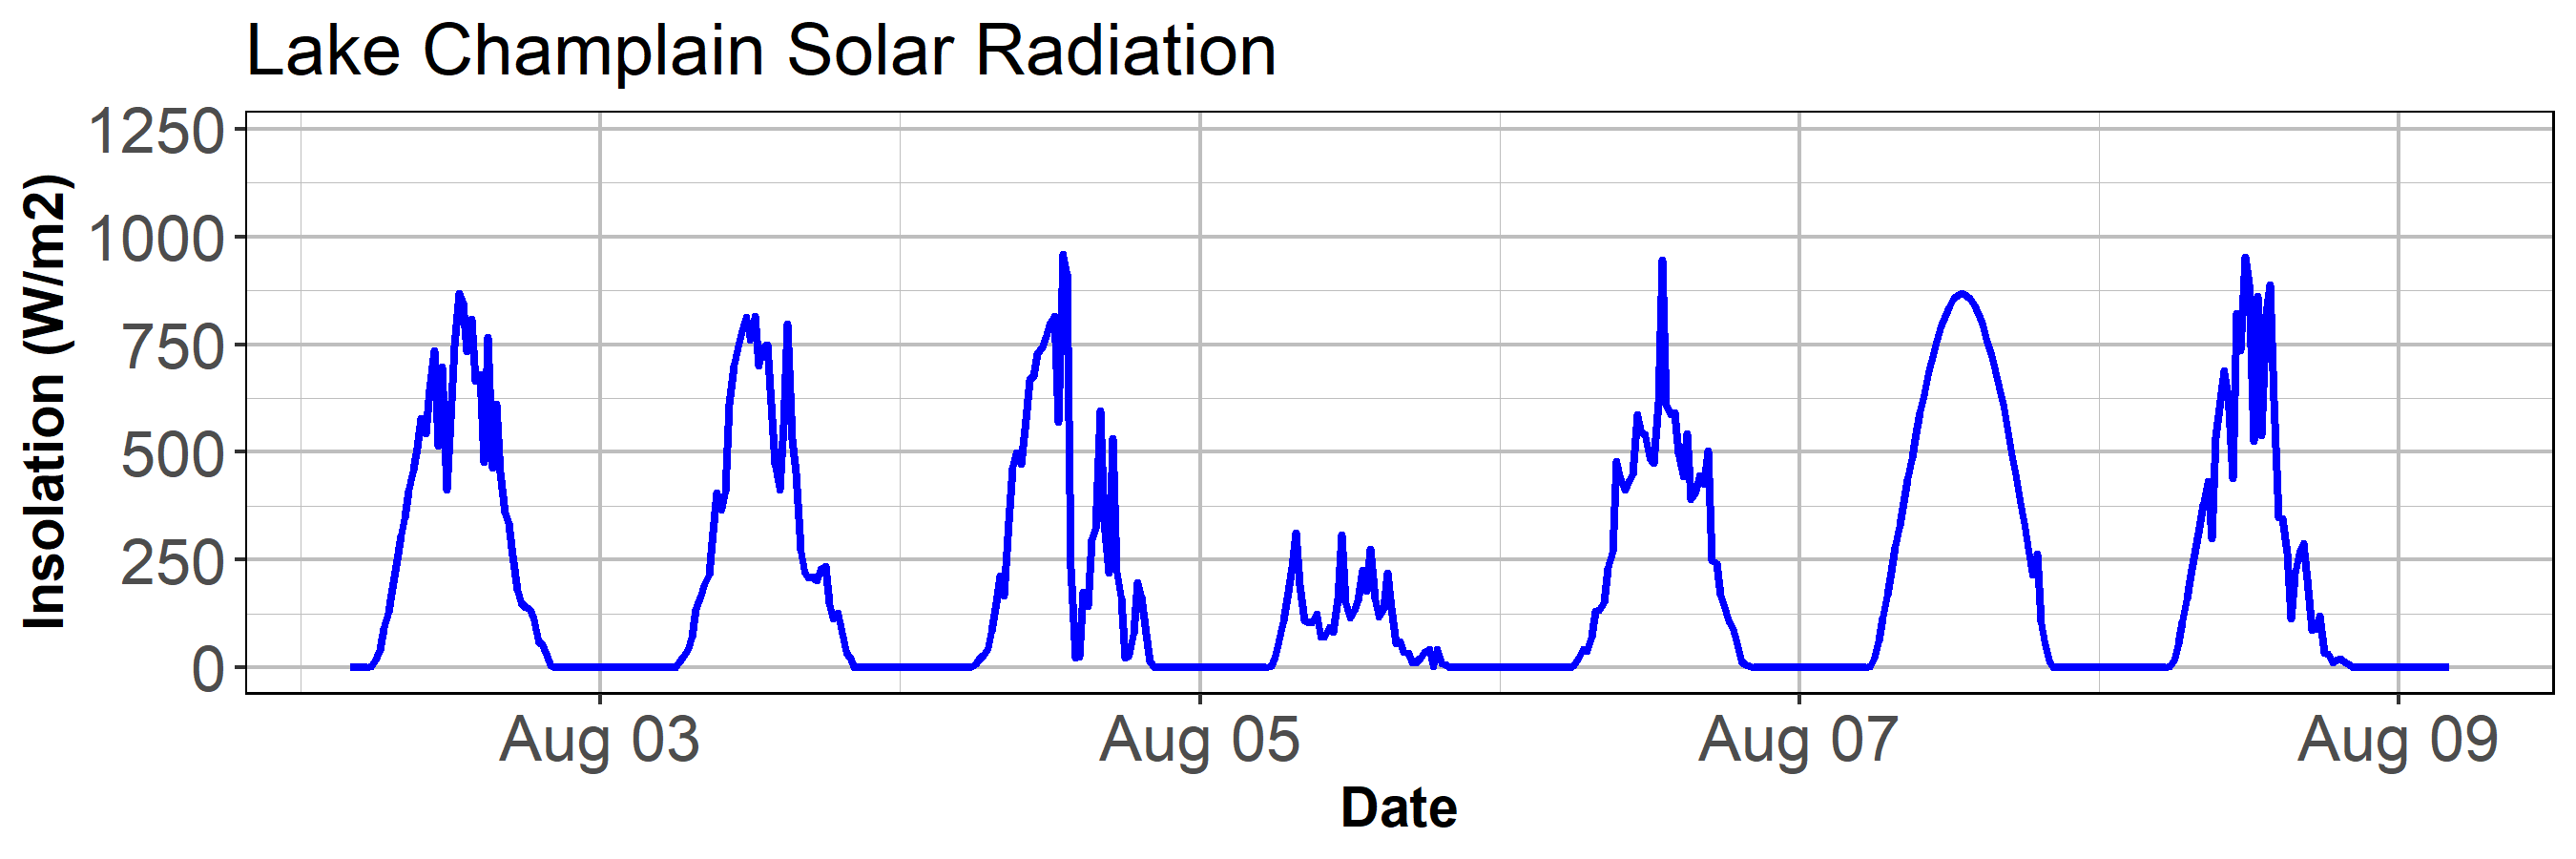 Lake Champlain Solar Radiation
Insolation (W/m2)
1250
1000
750
500
250
0
Aug 03 Aug 05 Aug 07 Aug 09
Date